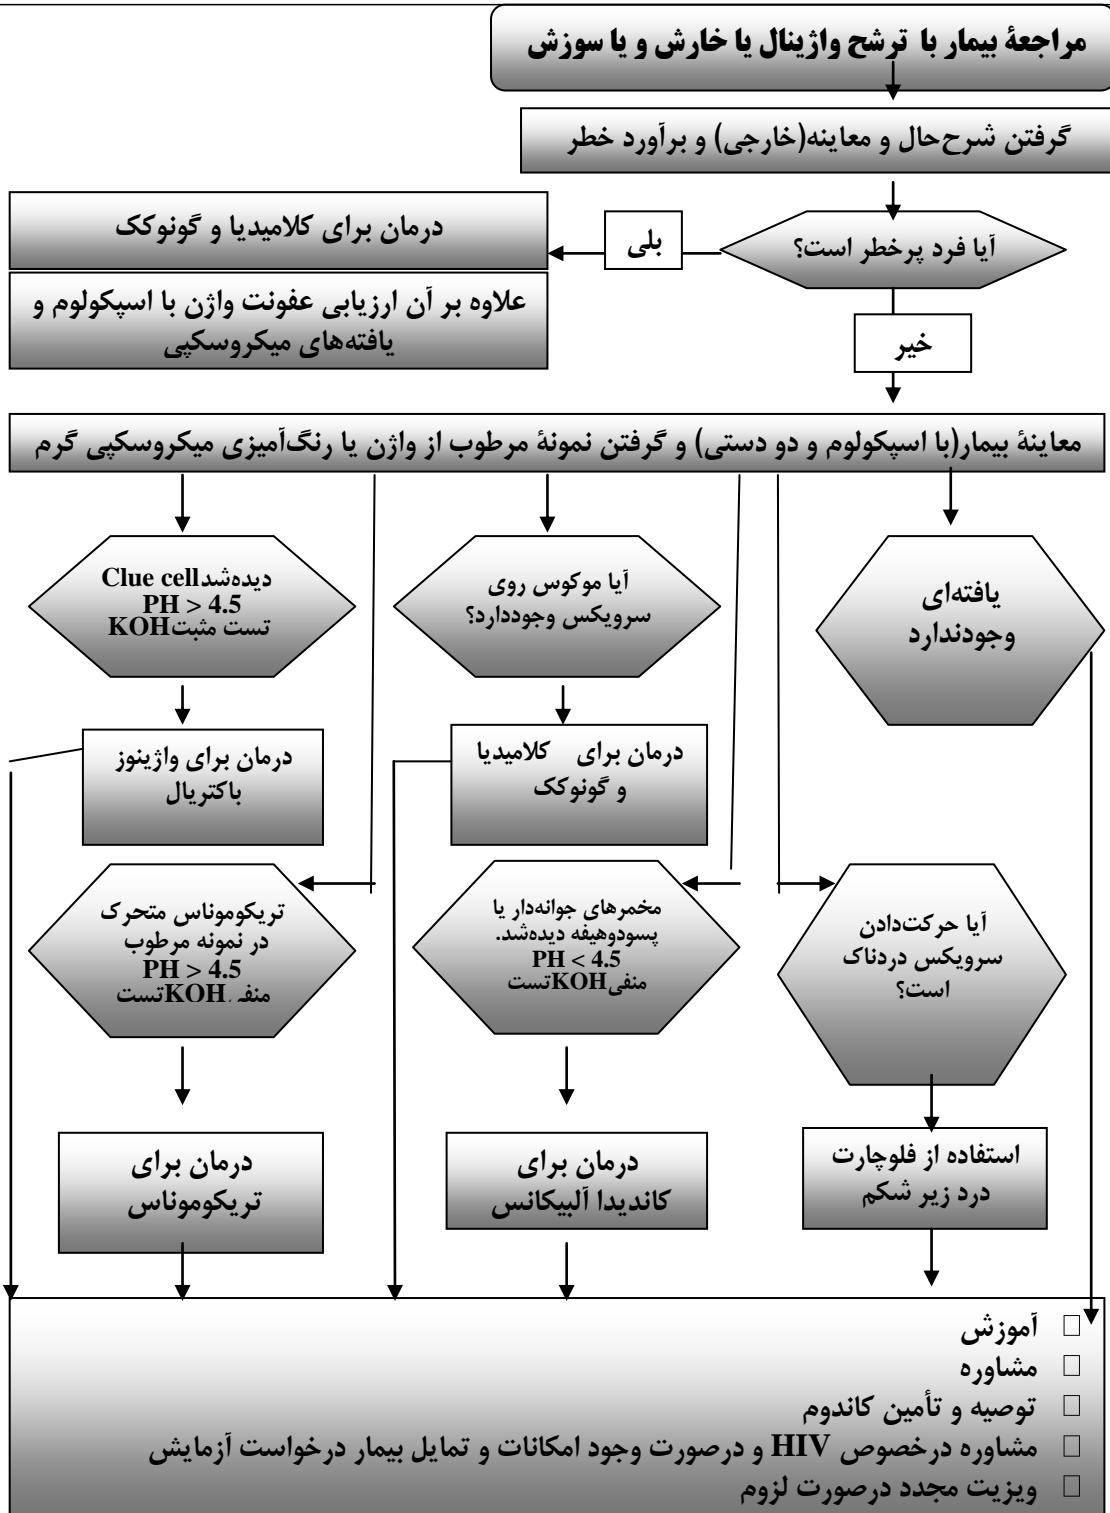 مراجعهٔ بیمار با ترشح واژینال یا خارش و یا سوزش
گرفتن شرح‌حال و معاینه(خارجی) و برآورد خطر
آیا فرد پرخطر است؟
بلی
درمان برای کلامیدیا و گونوکک
علاوه بر آن ارزیابی عفونت واژن با اسپکولوم و
یافته‌های میکروسکپی
خیر
معاینهٔ بیمار(با اسپکولوم و دو دستی) و گرفتن نمونهٔ مرطوب از واژن یا رنگ‌آمیزی میکروسکپی گرم
یافته‌ای
وجودندارد
آیا موکوس روی
سرویکس وجوددارد؟
Clue cell دیده‌شد
PH > 4.5
تست مثبت KOH
درمان برای کلامیدیا
و گونوکک
درمان برای واژینوز
باکتریال
آیا حرکت‌دادن
سرویکس دردناک
است؟
مخمرهای جوانه‌دار یا
پسودوهیفه دیده‌شد.
PH < 4.5
منفی KOH تست
تریکوموناس متحرک
در نمونه مرطوب
PH > 4.5
منفی KOH تست
استفاده از فلوچارت
درد زیر شکم
درمان برای
کاندیدا آلبیکانس
درمان برای
تریکوموناس
آموزش
مشاوره
توصیه و تأمین کاندوم
مشاوره درخصوص HIV و درصورت وجود امکانات و تمایل بیمار درخواست آزمایش
ویزیت مجدد درصورت لزوم